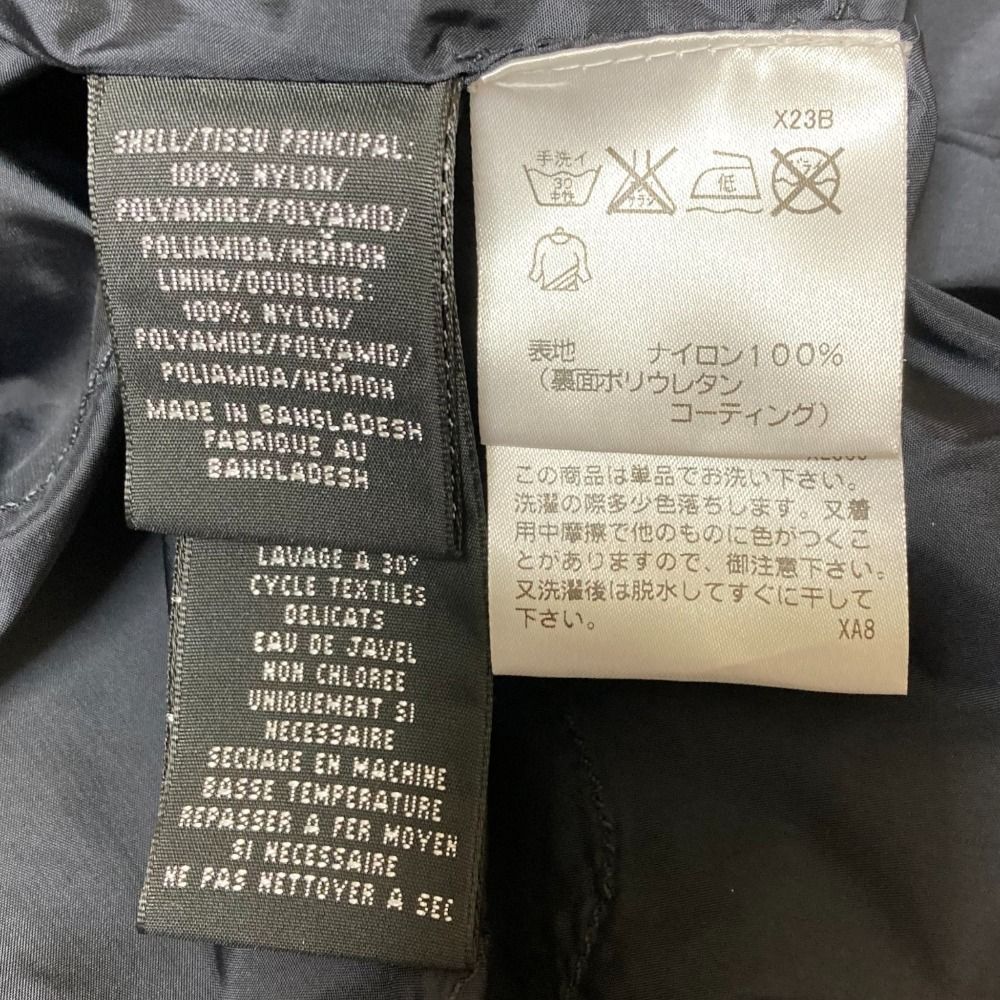 SHELL/TISSU PRINCIPAL:
100% NYLON/
POLYAMIDE/POLYAMID/
POLIAMIDA/НЕЙЛОН
LINING/DOUBLURE:
100% NYLON/
POLYAMIDE/POLYAMID/
POLIAMIDA/НЕЙЛОН
MADE IN BANGLADESH
FABRIQUE AU
BANGLADESH
LAVAGE A 30°
CYCLE TEXTILES
DELICATS
EAU DE JAVEL
NON CHLOREE
UNIQUEMENT SI
NECESSAIRE
SECHAGE EN MACHINE
BASSE TEMPERATURE
REPASSER A FER MOYEN
SI NECESSAIRE
NE PAS NETTOYER A SEC
X23B
手洗イ
30
中性
低
ドライ
表地 ナイロン100%
(裏面ポリウレタン
コーティング)
この商品は単品でお洗い下さい。
洗濯の際多少色落ちします。又着
用中摩擦で他のものに色がつくこ
とがありますので、御注意下さい。
又洗濯後は脱水してすぐに干して
下さい。
XA8